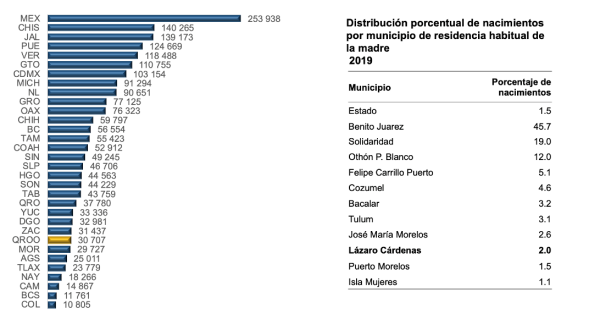 MEX 253 938
CHIS 140 265
JAL 139 173
PUE 124 669
VER 118 488
GTO 110 755
CDMX 103 154
MICH 91 294
NL 90 651
GRO 77 125
OAX 76 323
CHIH 59 797
BC 56 554
TAM 55 423
COAH 52 912
SIN 49 245
SLP 46 706
HGO 44 563
SON 44 229
TAB 43 759
QRO 37 780
YUC 33 336
DGO 32 981
ZAC 31 437
QROO 30 707
MOR 29 727
AGS 25 011
TLAX 23 779
NAY 18 266
CAM 14 867
BCS 11 761
COL 10 805
Distribución porcentual de nacimientos
por municipio de residencia habitual de
la madre
2019
Municipio Porcentaje de
nacimientos
Estado 1.5
Benito Juarez 45.7
Solidaridad 19.0
Othón P. Blanco 12.0
Felipe Carrillo Puerto 5.1
Cozumel 4.6
Bacalar 3.2
Tulum 3.1
José María Morelos 2.6
Lázaro Cárdenas 2.0
Puerto Morelos 1.5
Isla Mujeres 1.1